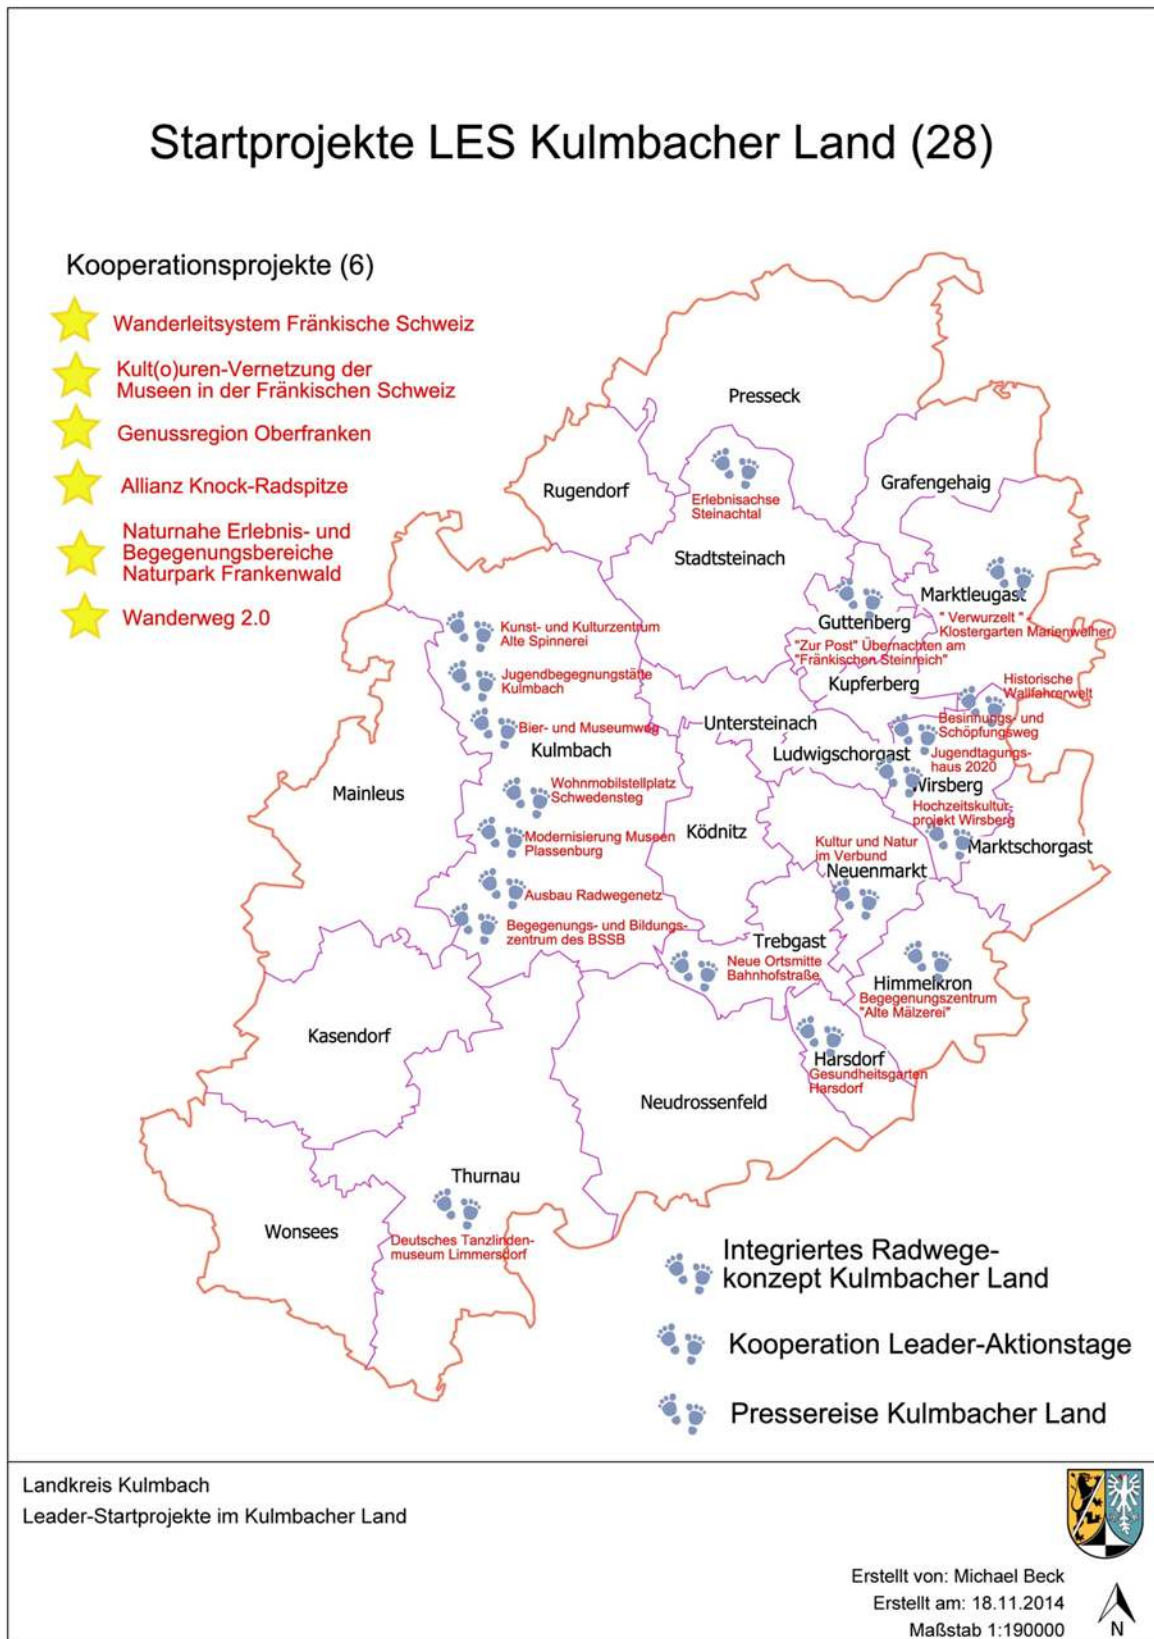 Startprojekte LES Kulmbacher Land (28)
Kooperationsprojekte (6)
Wanderleitsystem Fränkische Schweiz
Kult(o)uren-Vernetzung der
Museen in der Fränkischen Schweiz
Genussregion Oberfranken
Allianz Knock-Radspitze
Naturnahe Erlebnis- und
Begegenungsbereiche
Naturpark Frankenwald
Wanderweg 2.0
Presseck
Grafengehaig
Rugendorf
Erlebnisachse
Steinachtal
Stadtsteinach
Marktleugast
" Verwurzelt "
Klostergarten Marienweiher
Guttenberg
"Zur Post" Übernachten am
"Fränkischen Steinreich"
Kupferberg
Historische
Wallfahrerwelt
Kunst- und Kulturzentrum
Alte Spinnerei
Jugendbegegnungstätte
Kulmbach
Bier- und Museumweg
Kulmbach
Untersteinach
Ludwigschorgast
Besinnungs- und
Schöpfungsweg
Jugendtagungs-
haus 2020
Wirsberg
Hochzeitskultur-
projekt Wirsberg
Marktschorgast
Mainleus
Wohnmobilstellplatz
Schwedensteg
Modernisierung Museen
Plassenburg
Ködnitz
Kultur und Natur
im Verbund
Neuenmarkt
Ausbau Radwegenetz
Begegenungs- und Bildungs-
zentrum des BSSB
Trebgast
Neue Ortsmitte
Bahnhofstraße
Himmelkron
Begegenungszentrum
"Alte Mälzerei"
Kasendorf
Harsdorf
Gesundheitsgarten
Harsdorf
Neudrossenfeld
Thurnau
Deutsches Tanzlinden-
museum Limmersdorf
Wonsees
Integriertes Radwege-
konzept Kulmbacher Land
Kooperation Leader-Aktionstage
Pressereise Kulmbacher Land
Landkreis Kulmbach
Leader-Startprojekte im Kulmbacher Land
Erstellt von: Michael Beck
Erstellt am: 18.11.2014
Maßstab 1:190000
N